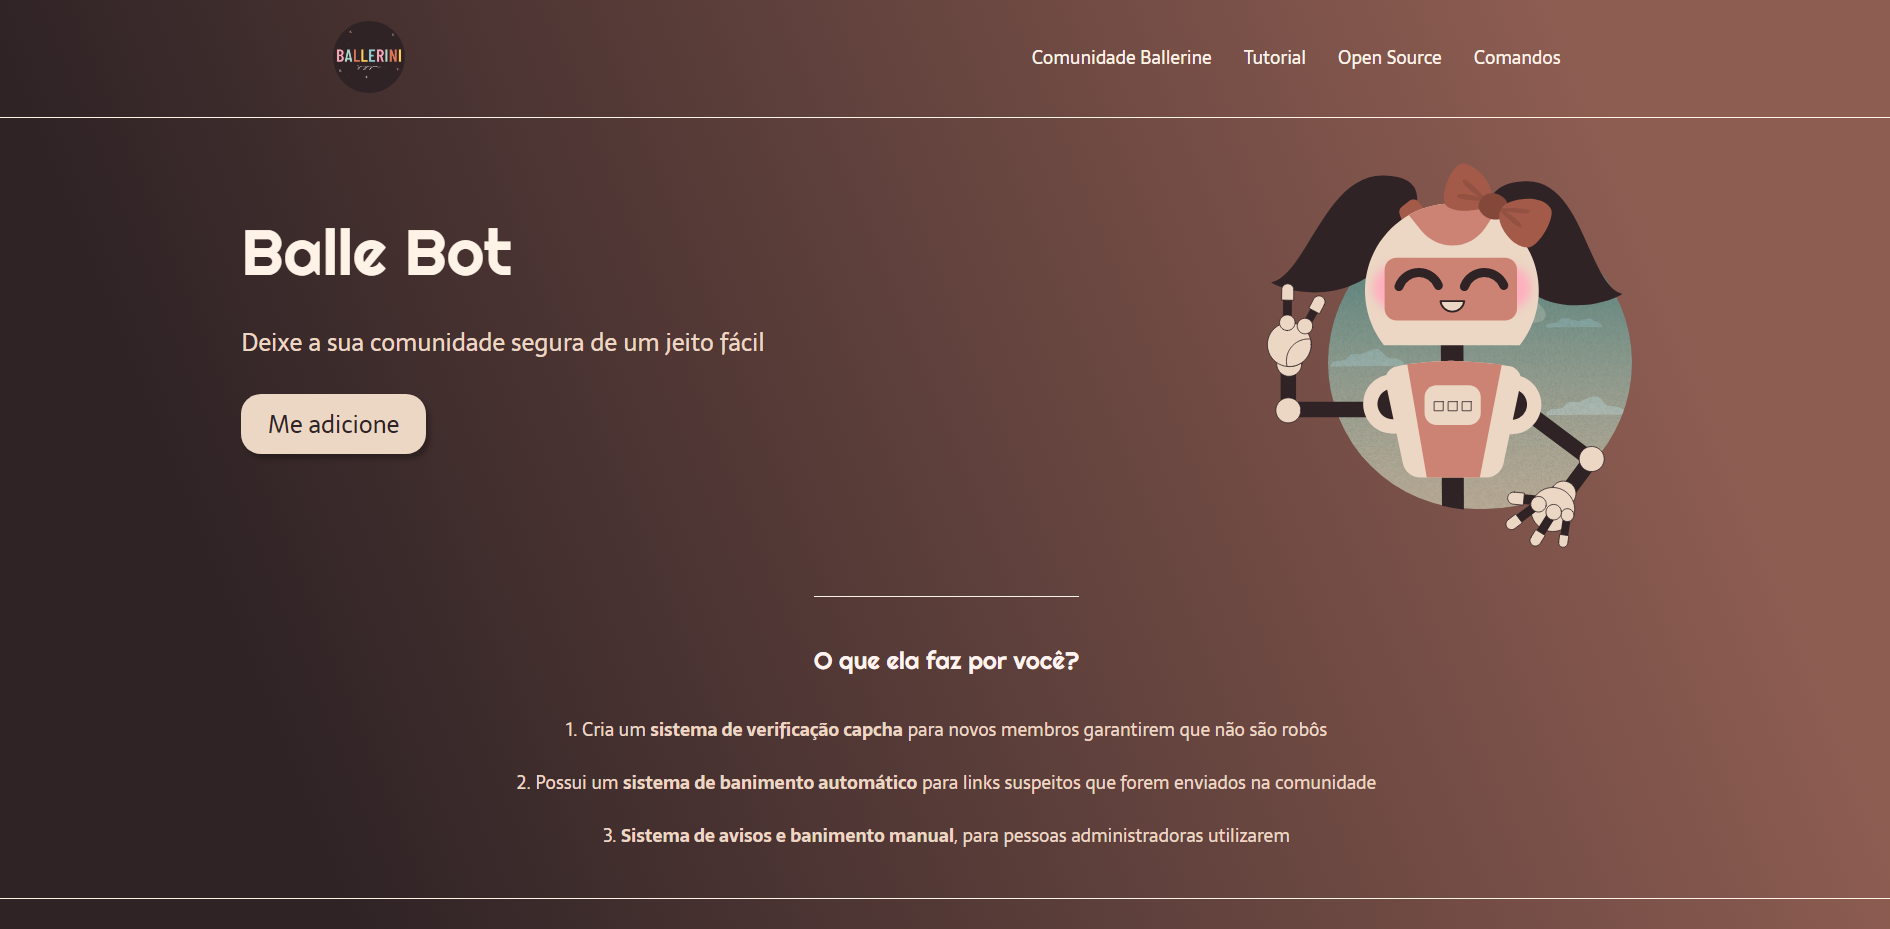 BALLERINI
Comunidade Ballerine Tutorial Open Source Comandos
Balle Bot
Deixe a sua comunidade segura de um jeito fácil
Me adicione
O que ela faz por você?
1. Cria um sistema de verificação capcha para novos membros garantirem que não são robôs
2. Possui um sistema de banimento automático para links suspeitos que forem enviados na comunidade
3. Sistema de avisos e banimento manual, para pessoas administradoras utilizarem